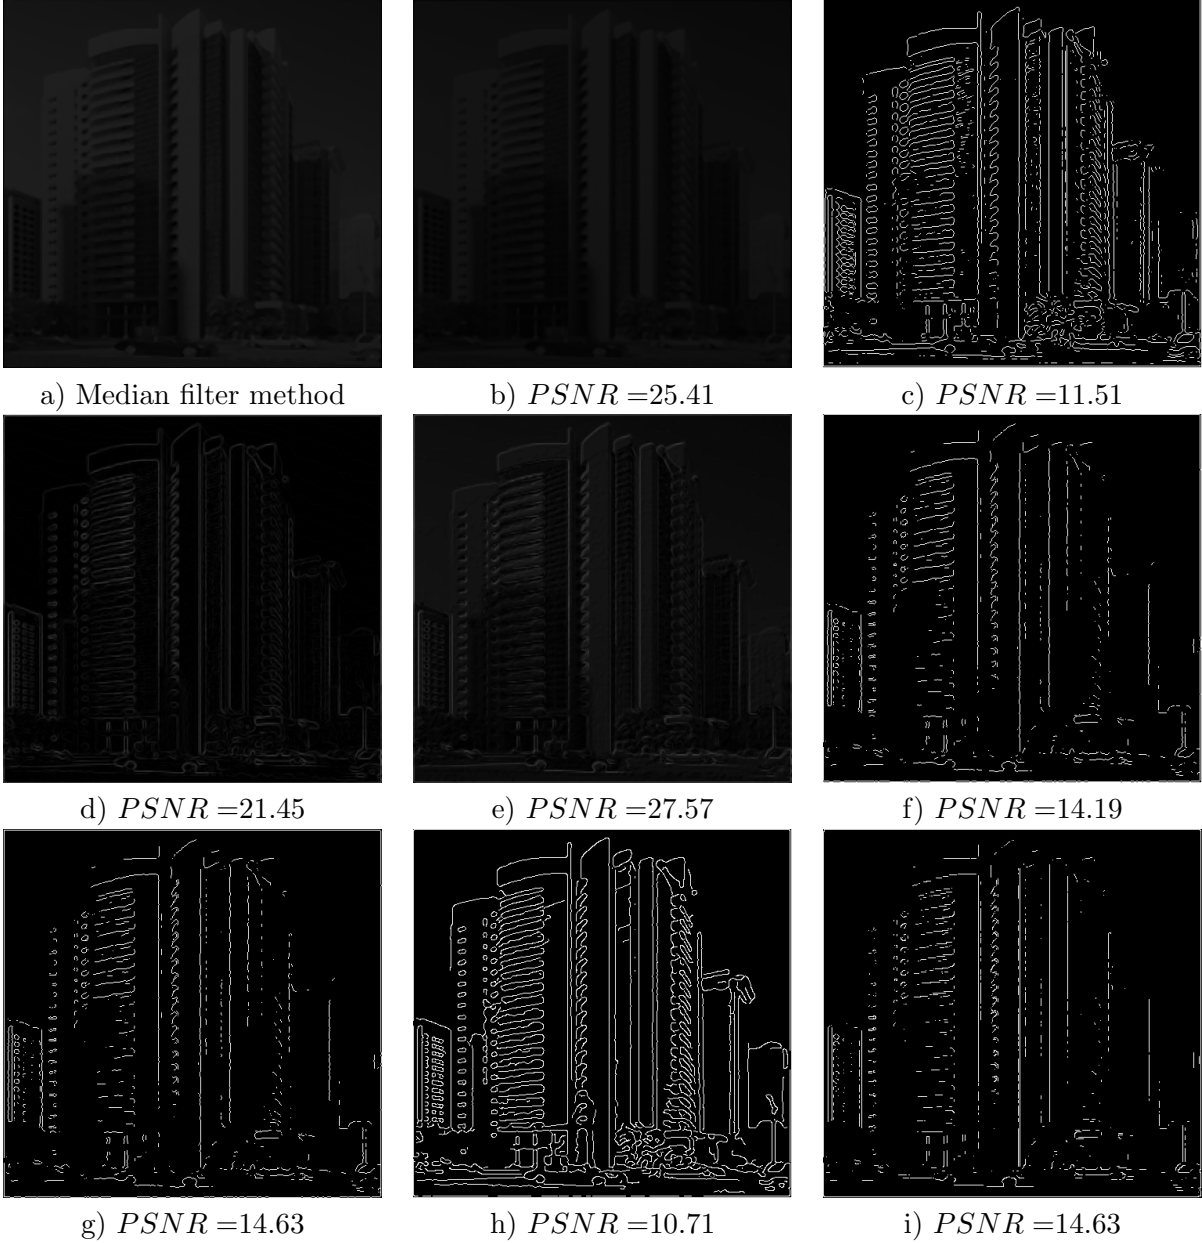 a) Median filter method
b) PSNR =25.41
c) PSNR =11.51
d) PSNR =21.45
e) PSNR =27.57
f) PSNR =14.19
g) PSNR =14.63
h) PSNR =10.71
i) PSNR =14.63